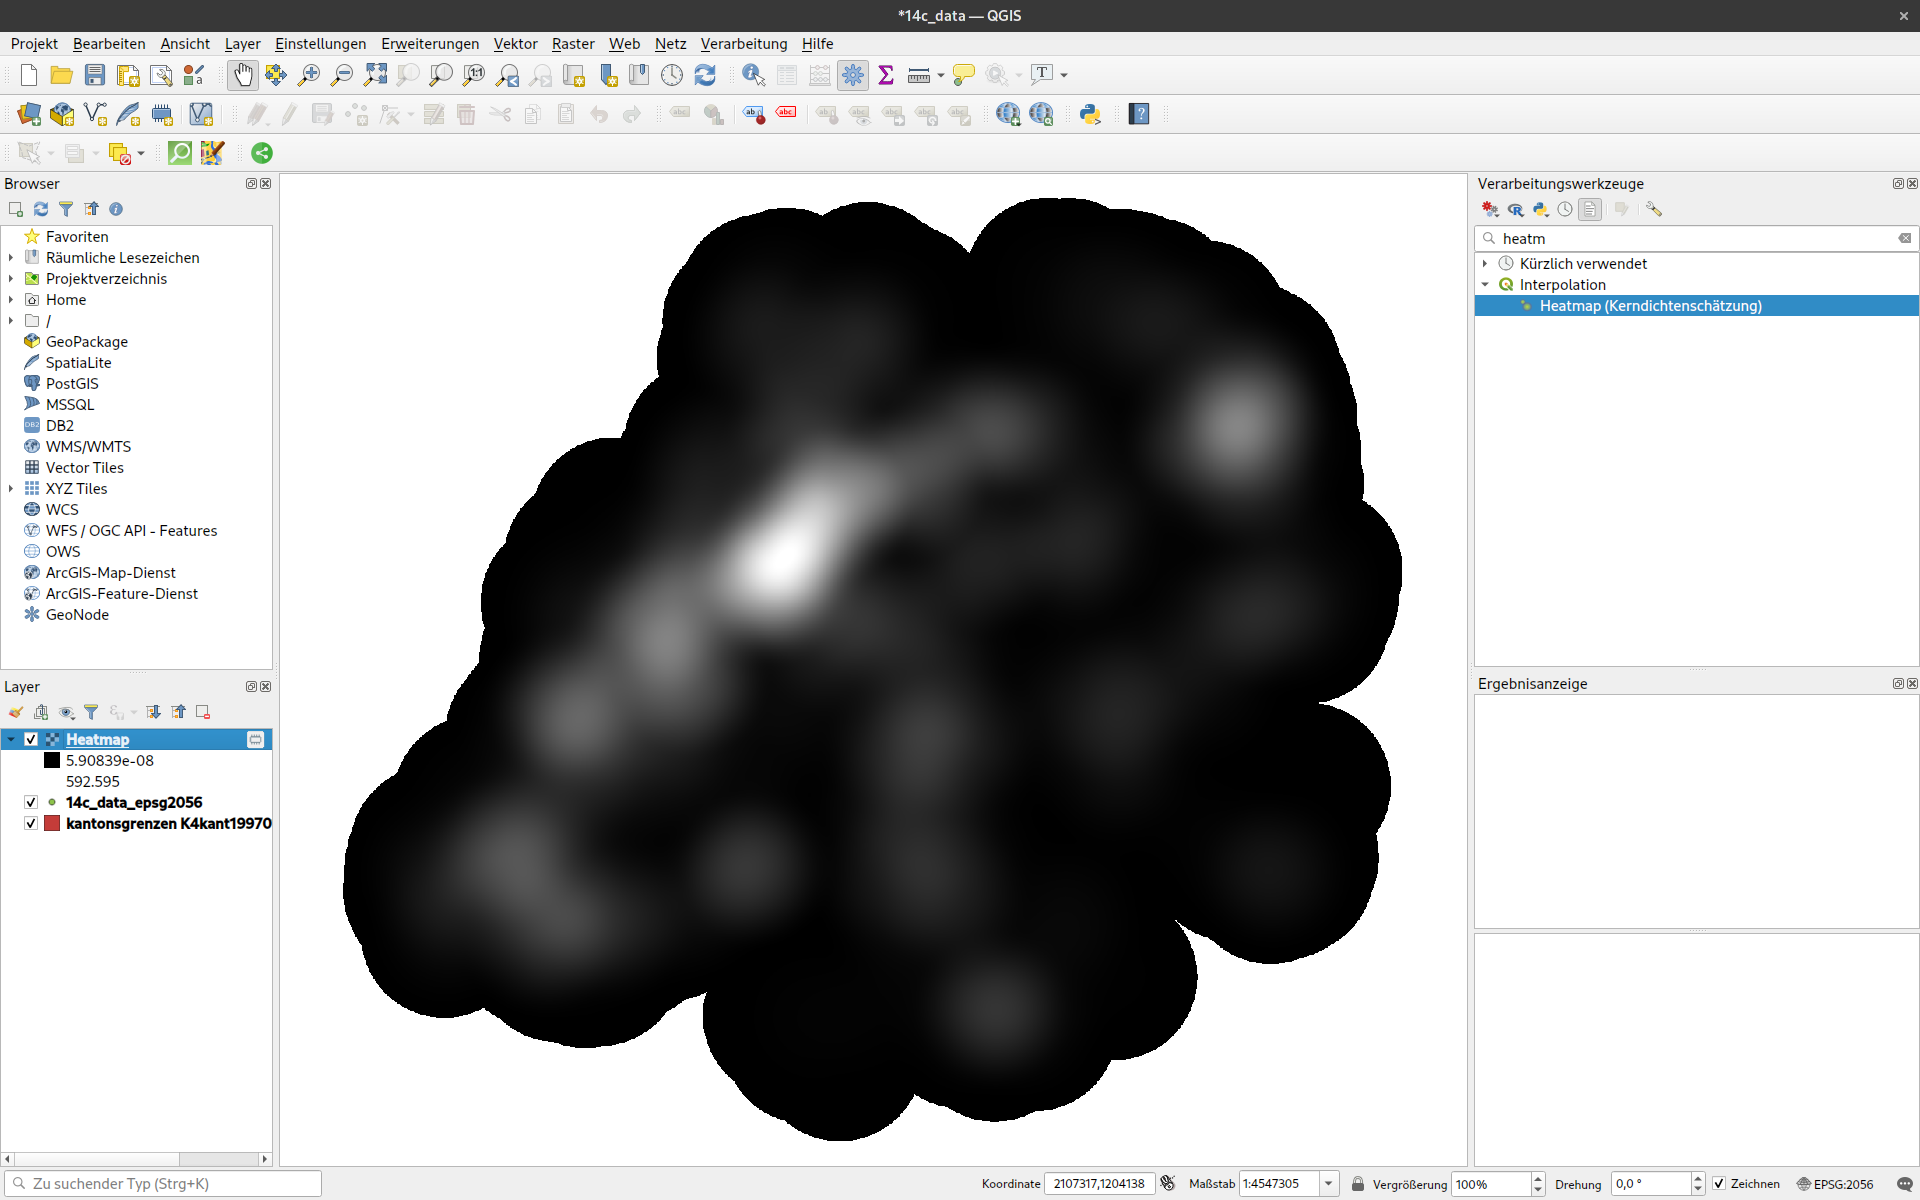 *14c_data — QGIS
Projekt Bearbeiten Ansicht Layer Einstellungen Erweiterungen Vektor Raster Web Netz Verarbeitung Hilfe
Browser
Favoriten
Räumliche Lesezeichen
Projektverzeichnis
Home
/
GeoPackage
SpatiaLite
PostGIS
MSSQL
DB2
WMS/WMTS
Vector Tiles
XYZ Tiles
WCS
WFS / OGC API - Features
OWS
ArcGIS-Map-Dienst
ArcGIS-Feature-Dienst
GeoNode
Layer
Heatmap
5.90839e-08
592.595
14c_data_epsg2056
kantonsgrenzen K4kant19970
Verarbeitungswerkzeuge
heatm
Kürzlich verwendet
Interpolation
Heatmap (Kerndichtenschätzung)
Ergebnisanzeige
Zu suchender Typ (Strg+K)
Koordinate 2107317,1204138 Maßstab 1:4547305 Vergrößerung 100% Drehung 0,0 ° Zeichnen EPSG:2056